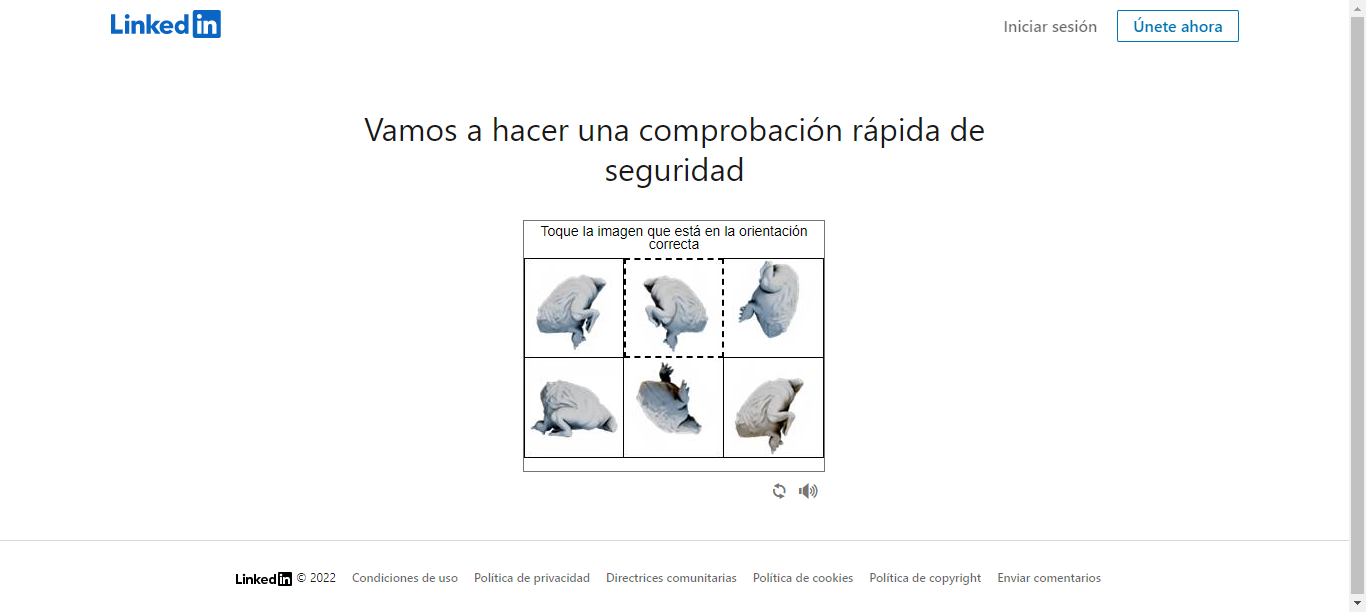 LinkedIn
Iniciar sesión
Únete ahora
Vamos a hacer una comprobación rápida de
seguridad
Toque la imagen que está en la orientación
correcta
LinkedIn © 2022 Condiciones de uso Política de privacidad Directrices comunitarias Política de cookies Política de copyright Enviar comentarios